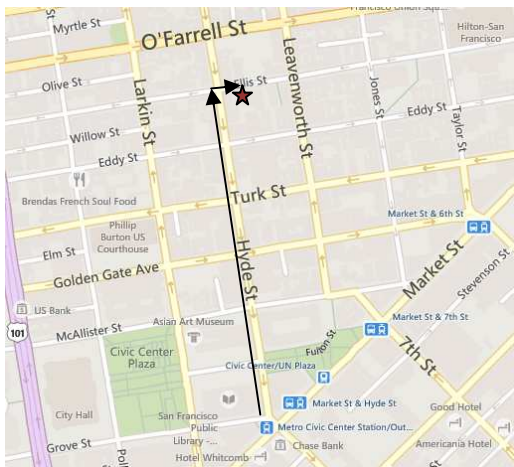 St
Myrtle St
O'Farrell St
Francisco Union Squ...
Hilton-San
Francisco
Olive St
Ellis St
Larkin St
Leavenworth St
Jones St
Taylor St
Eddy St
Willow St
Eddy St
Brendas French Soul Food
Turk St
Phillip
Burton US
Courthouse
Market St & 6th St
Elm St
Golden Gate Ave
Hyde St
Market St
Stevenson St
US Bank
101
McAllister St
Asian Art Museum
Market St & 7th St
Fulton St
7th St
Civic Center
Plaza
Civic Center/UN Plaza
City Hall
San Francisco
Public
Library -...
Market St & Hyde St
Good Hotel
Metro Civic Center Station/Out...
Grove St
Polk
Chase Bank
Americania Hotel
Hotel Whitcomb